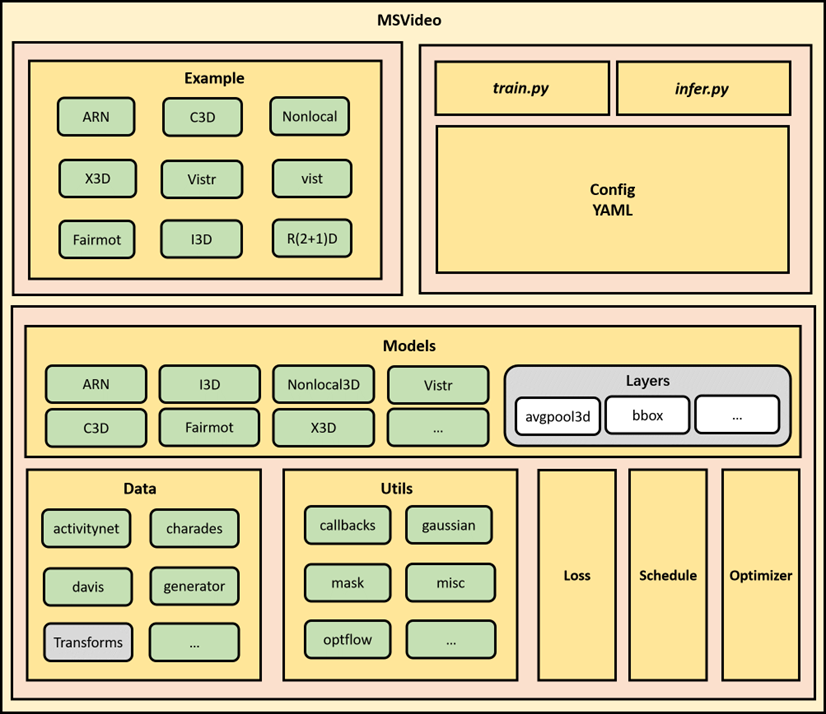 MSVideo
Example
ARN
C3D
Nonlocal
X3D
Vistr
vist
Fairmot
I3D
R(2+1)D
train.py
infer.py
Config
YAML
Models
ARN
I3D
Nonlocal3D
Vistr
C3D
Fairmot
X3D
...
Layers
avgpool3d
bbox
...
Data
activitynet
charades
davis
generator
Transforms
...
Utils
callbacks
gaussian
mask
misc
optflow
...
Loss
Schedule
Optimizer